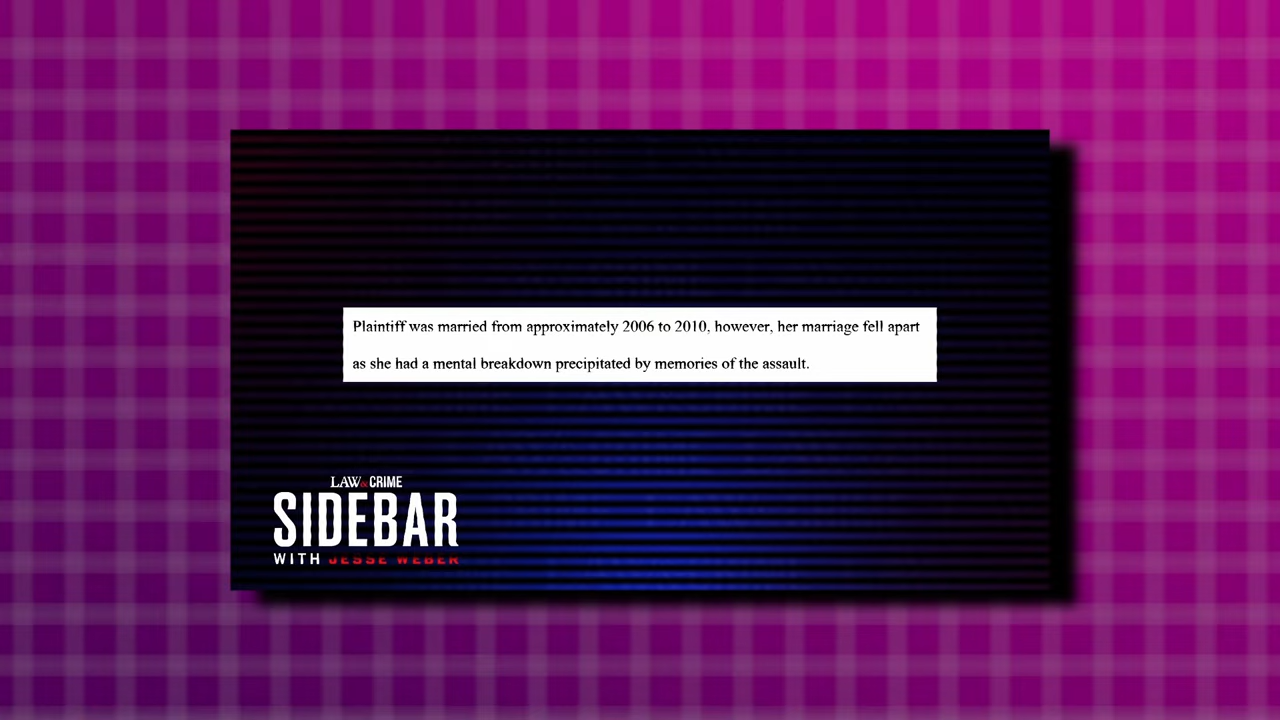 Plaintiff was married from approximately 2006 to 2010, however, her marriage fell apart
as she had a mental breakdown precipitated by memories of the assault.
LAW&CRIME
SIDEBAR
WITH JESSE WEBER